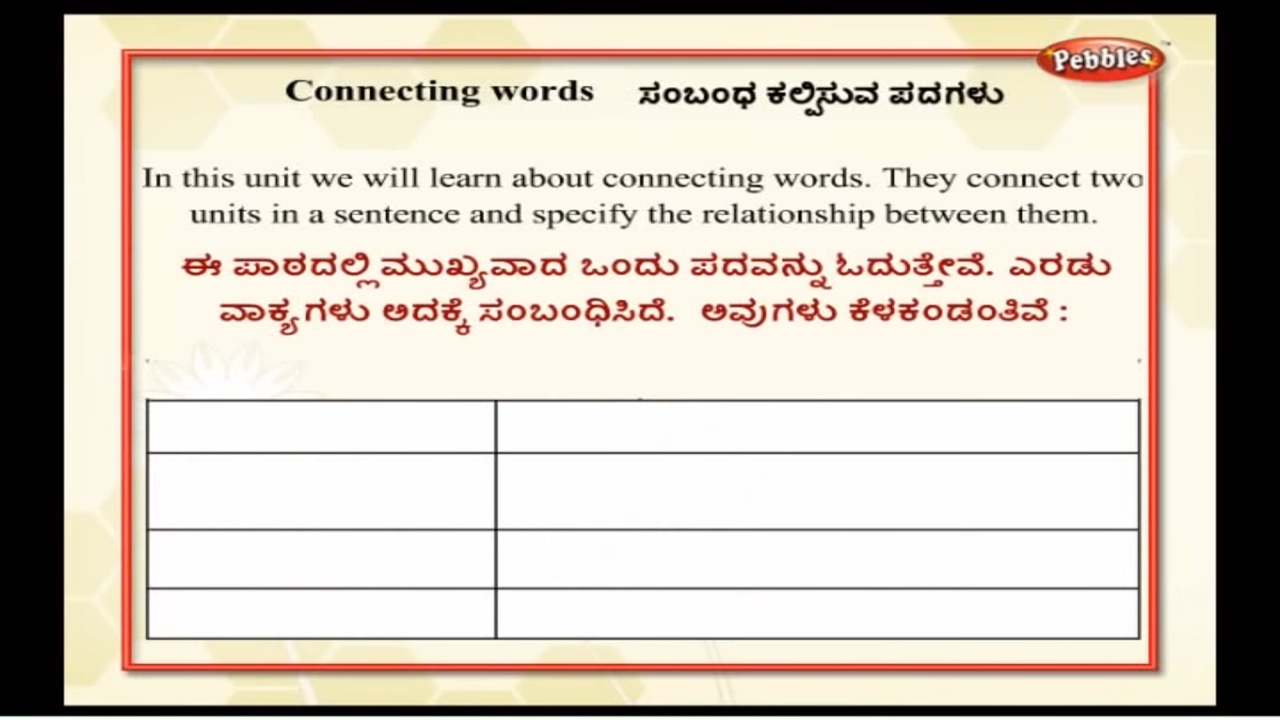 Pebbles™
Connecting words ಸಂಬಂಧ ಕಲ್ಪಿಸುವ ಪದಗಳು
In this unit we will learn about connecting words. They connect two
units in a sentence and specify the relationship between them.
ಈ ಪಾಠದಲ್ಲಿ ಮುಖ್ಯವಾದ ಒಂದು ಪದವನ್ನು ಓದುತ್ತೇವೆ. ಎರಡು
ವಾಕ್ಯಗಳು ಅದಕ್ಕೆ ಸಂಬಂಧಿಸಿದೆ. ಅವುಗಳು ಕೆಳಕಂಡಂತಿವೆ :